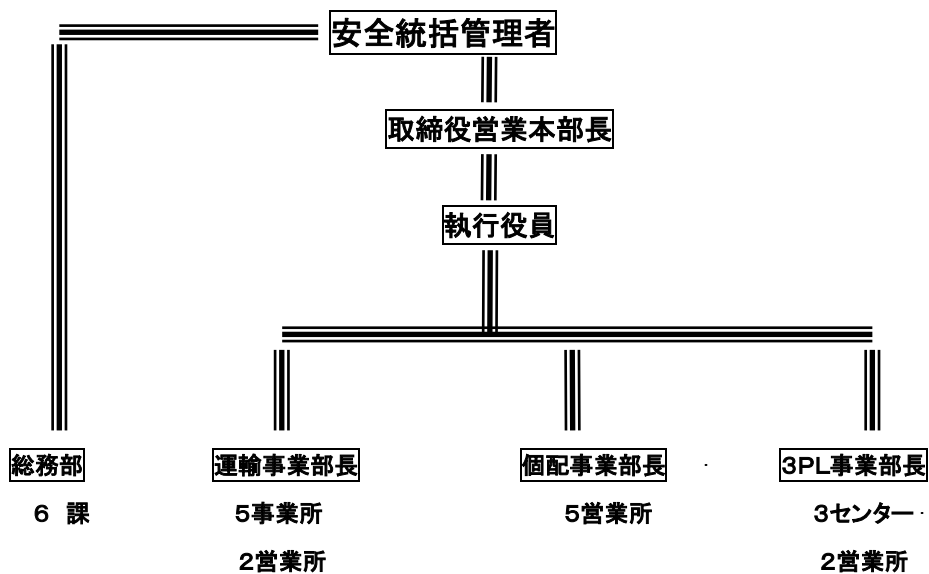 安全統括管理者
取締役営業本部長
執行役員
総務部 運輸事業部長 個配事業部長 3PL事業部長
6 課 5事業所 5営業所 3センター
2営業所 2営業所